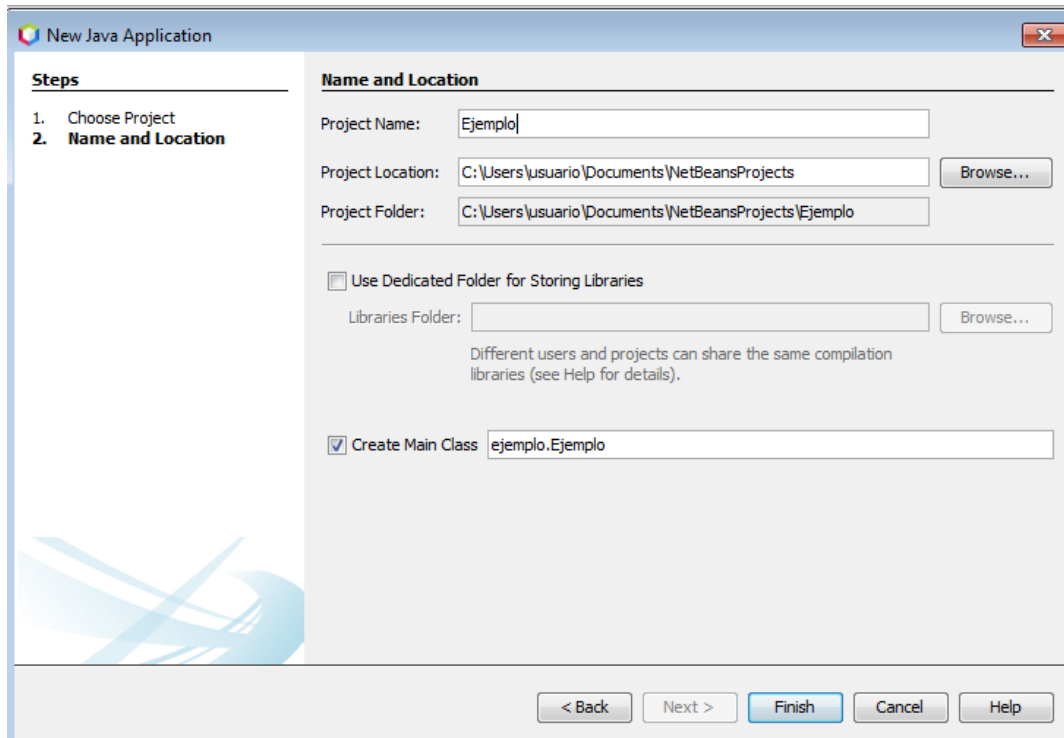 New Java Application
Steps
1. Choose Project
2. Name and Location
Name and Location
Project Name: Ejemplo
Project Location: C:\Users\usuario\Documents\NetBeansProjects Browse...
Project Folder: C:\Users\usuario\Documents\NetBeansProjects\Ejemplo
Use Dedicated Folder for Storing Libraries
Libraries Folder: Browse...
Different users and projects can share the same compilation
libraries (see Help for details).
Create Main Class ejemplo.Ejemplo
< Back Next > Finish Cancel Help